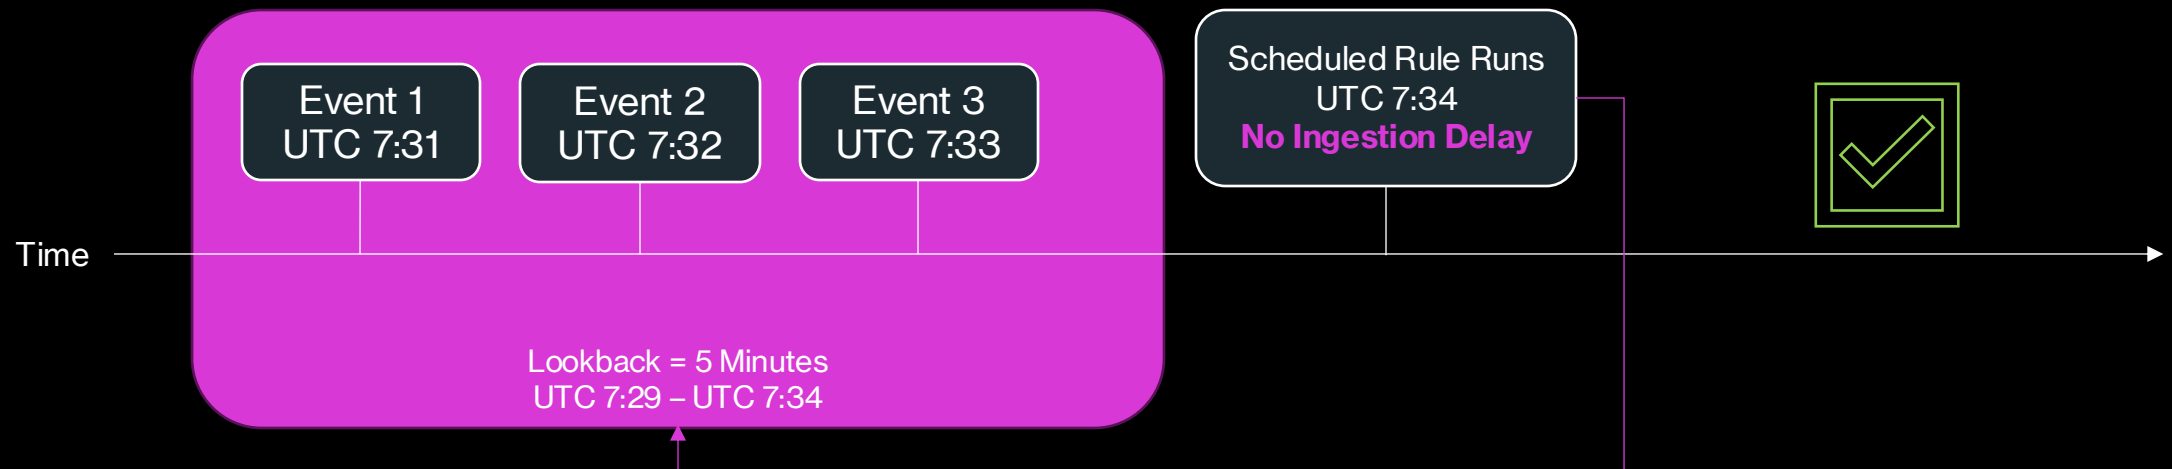 Event 1
UTC 7:31
Event 2
UTC 7:32
Event 3
UTC 7:33
Scheduled Rule Runs
UTC 7:34
No Ingestion Delay
Time
Lookback = 5 Minutes
UTC 7:29 – UTC 7:34